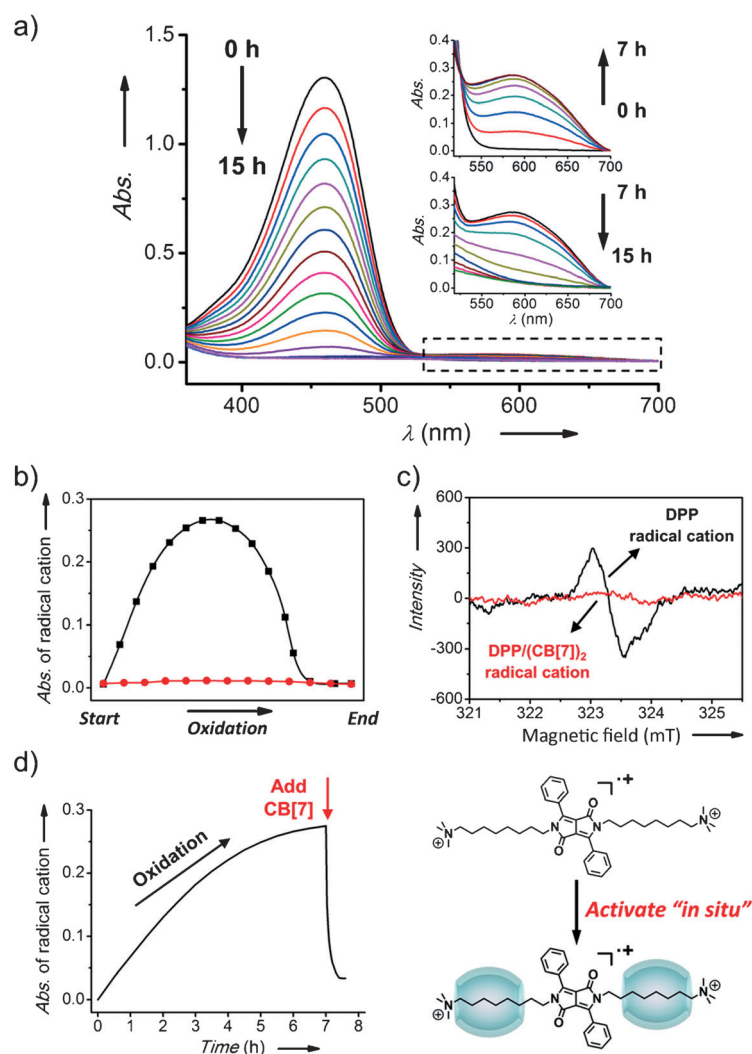 a)
1.5
1.0
0.5
0.0
Abs.
0 h
15 h
400 500 600 700
λ (nm)
0.4
0.3
0.2
0.1
0.0
Abs.
7 h
0 h
550 600 650 700
0.4
0.3
0.2
0.1
0.0
Abs.
7 h
15 h
550 600 650 700
λ (nm)
b)
0.3
0.2
0.1
0.0
Abs. of radical cation
Start
Oxidation
End
c)
600
300
0
-300
-600
Intensity
DPP
radical cation
DPP/(CB[7])2
radical cation
321 322 323 324 325
Magnetic field (mT)
d)
0.3
0.2
0.1
0.0
Abs. of radical cation
Oxidation
Add
CB[7]
0 1 2 3 4 5 6 7 8
Time (h)
·+
O
N N
O
N
⊕
N
⊕
Activate "in situ"
·+
O
N N
O
N
⊕
N
⊕